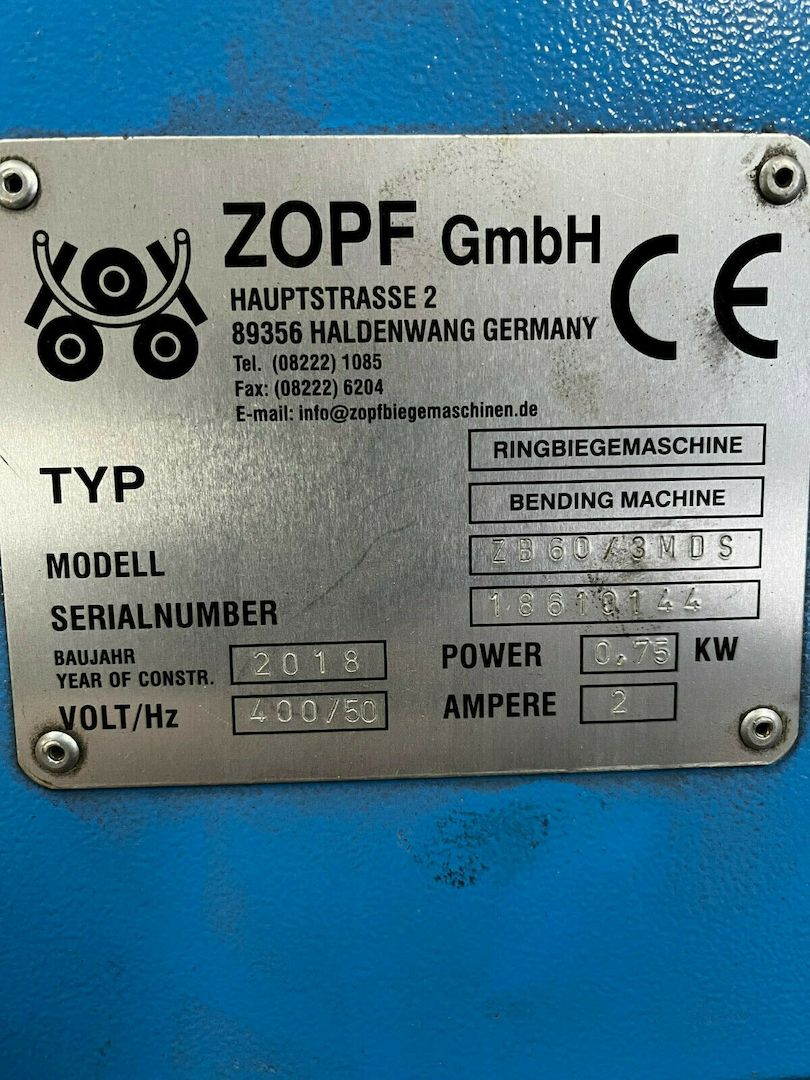 ZOPF GmbH
HAUPTSTRASSE 2
89356 HALDENWANG GERMANY
Tel. (08222) 1085
Fax: (08222) 6204
E-mail: info@zopfbiegemaschinen.de
CE
TYP
RINGBIEGEMASCHINE
BENDING MACHINE
MODELL ZB60/3MDS
SERIALNUMBER 18610144
BAUJAHR
YEAR OF CONSTR. 2018 POWER 0,75 KW
VOLT/Hz 400/50 AMPERE 2